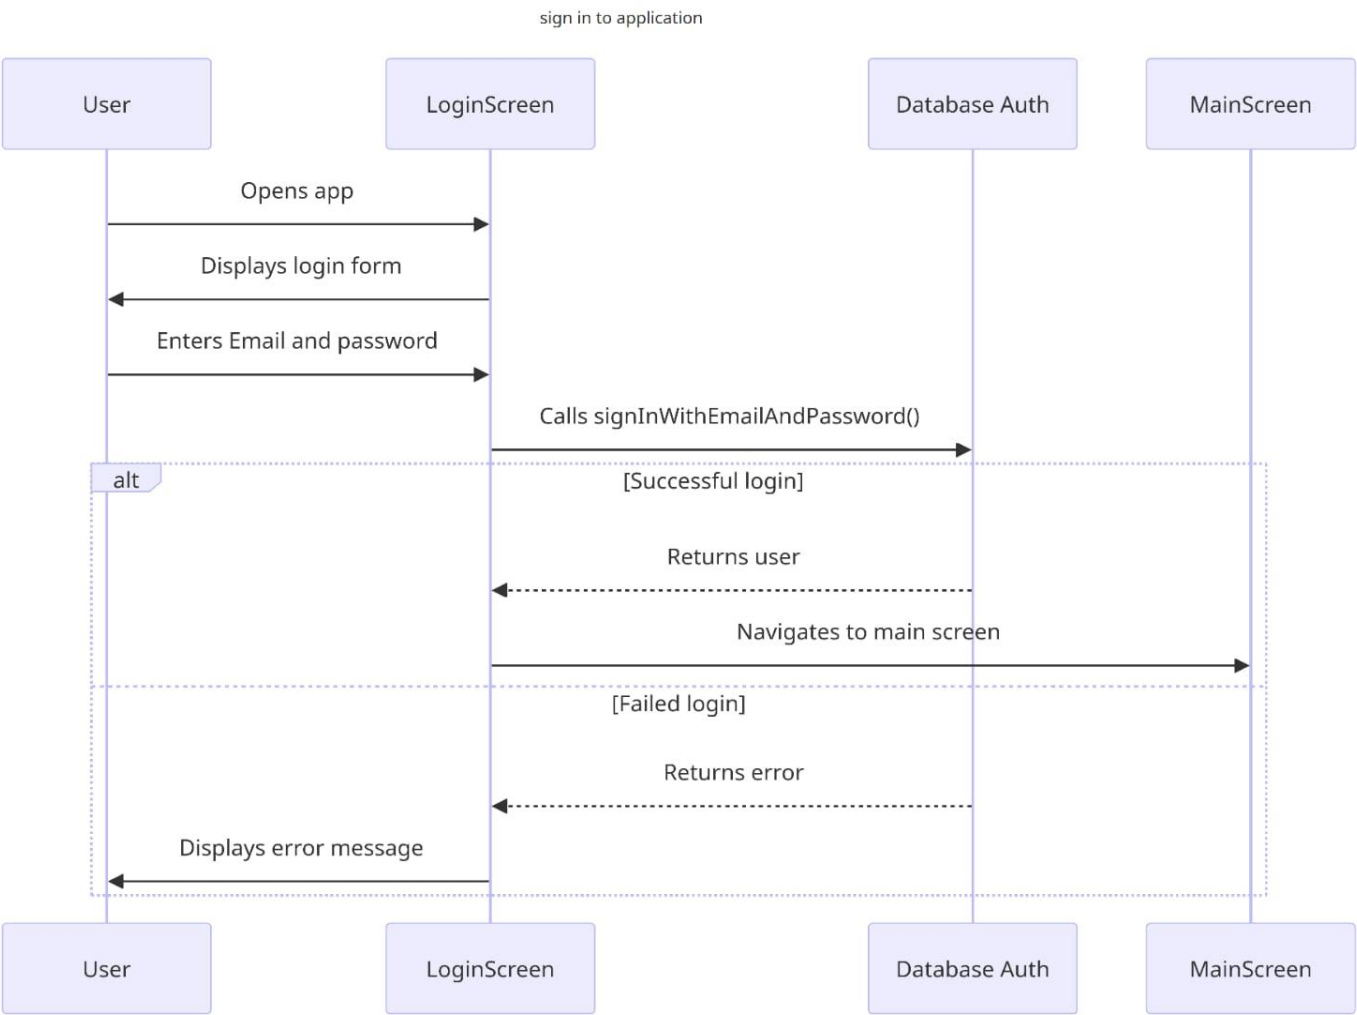 sign in to application
User
LoginScreen
Database Auth
MainScreen
Opens app
Displays login form
Enters Email and password
Calls signInWithEmailAndPassword()
alt
[Successful login]
Returns user
Navigates to main screen
[Failed login]
Returns error
Displays error message
User
LoginScreen
Database Auth
MainScreen